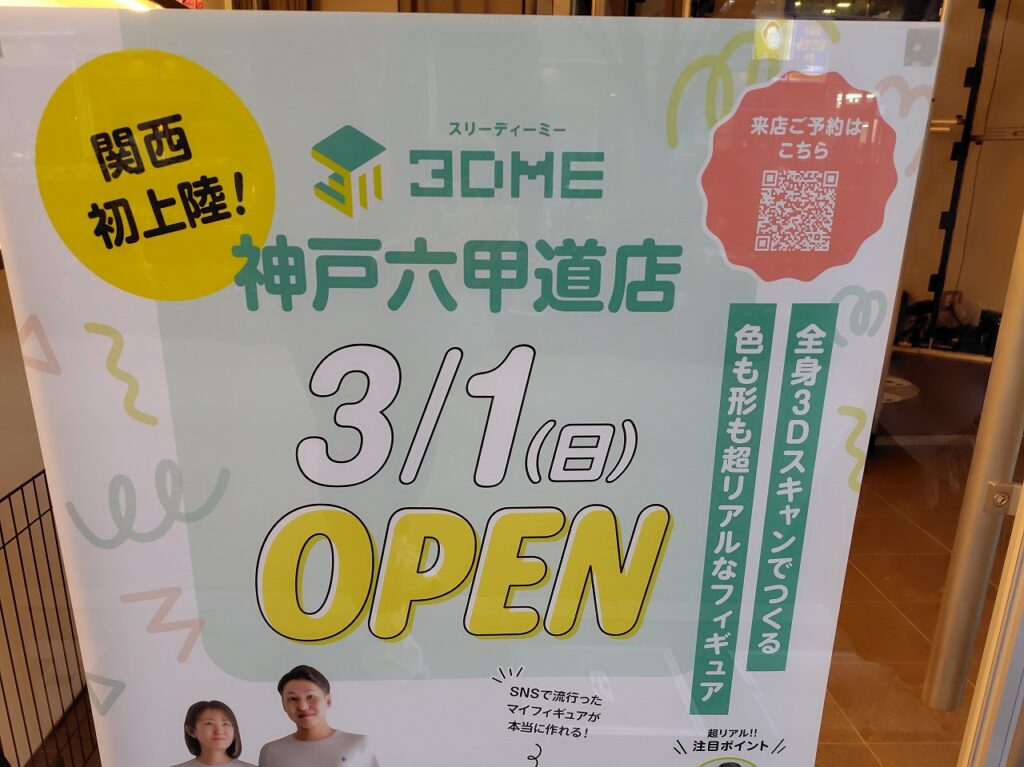 関西
初上陸!
スリーディーミー
3DME
神戸六甲道店
来店ご予約は
こちら
3/1(日)
OPEN
全身3Dスキャンでつくる
色も形も超リアルなフィギュア
SNSで流行った
マイフィギュアが
本当に作れる!
超リアル!!
注目ポイント